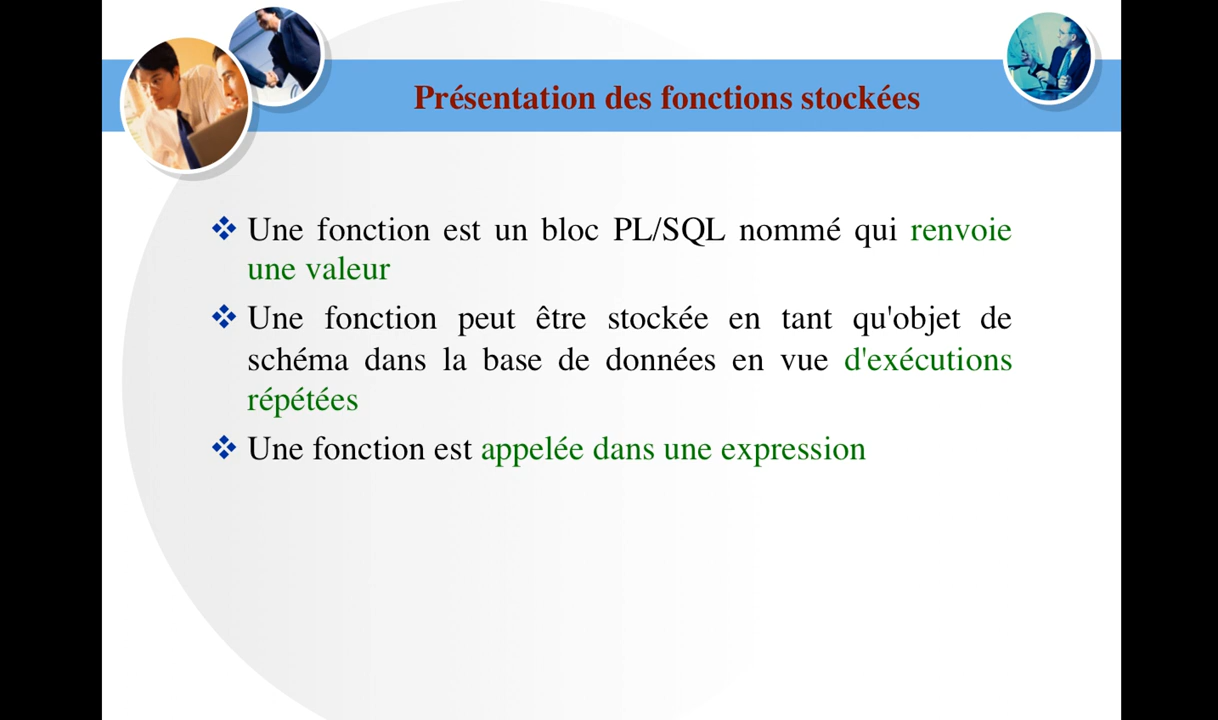 Présentation des fonctions stockées
❖ Une fonction est un bloc PL/SQL nommé qui renvoie
une valeur
❖ Une fonction peut être stockée en tant qu'objet de
schéma dans la base de données en vue d'exécutions
répétées
❖ Une fonction est appelée dans une expression